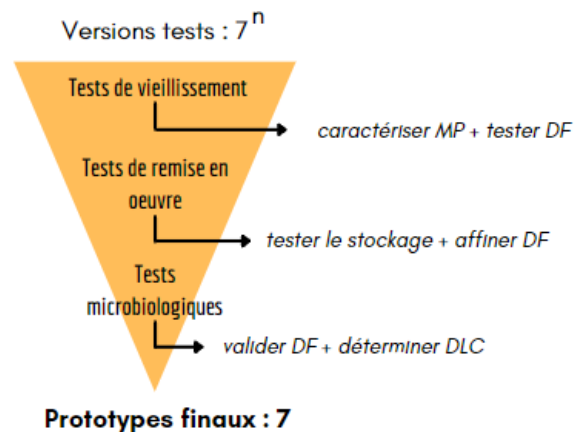 Versions tests : 7ⁿ
Tests de vieillissement
caractériser MP + tester DF
Tests de remise en
oeuvre
tester le stockage + affiner DF
Tests
microbiologiques
valider DF + déterminer DLC
Prototypes finaux : 7